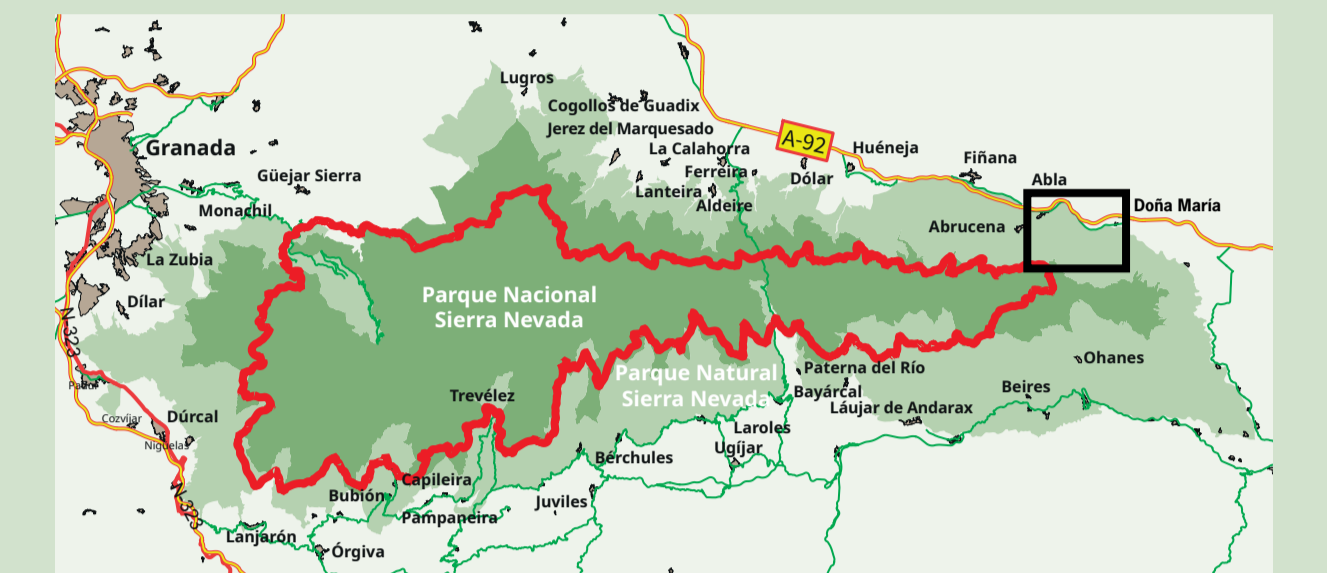 Lugros
Cogollos de Guadix
Jerez del Marquesado
A-92
Granada
La Calahorra
Huéneja
Fiñana
Ferreira
Dólar
Güejar Sierra
Lanteira
Abla
Aldeire
Doña María
Monachil
Abrucena
La Zubia
Parque Nacional
Sierra Nevada
Dílar
N 323
Ohanes
Paterna del Río
Parque Natural
Sierra Nevada
Padul
Beires
Bayárcal
Trevélez
Láujar de Andarax
Cozvíjar
Dúrcal
Laroles
Nigüelas
Ugíjar
Bérchules
Capileira
Bubión
N 323
Juviles
Pampaneira
Lanjarón
Órgiva